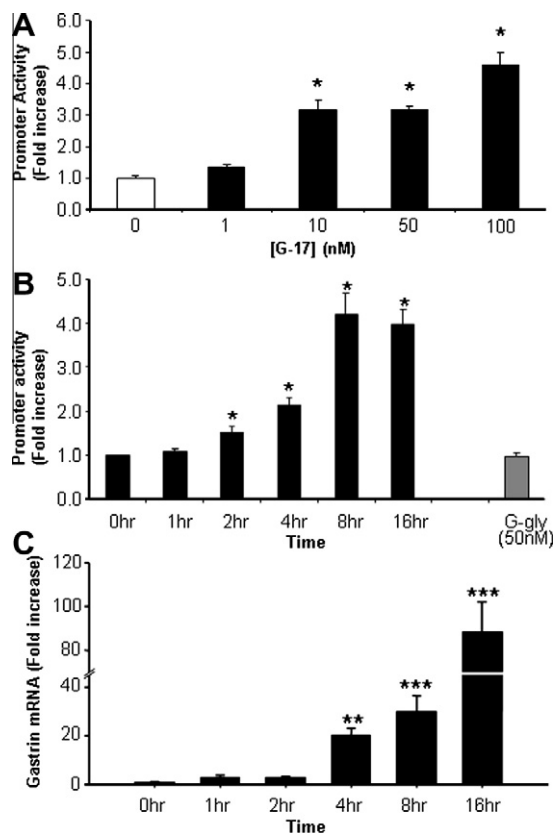 A
Promoter Activity
(Fold increase)
6.0
5.0
4.0
3.0
2.0
1.0
0.0
* * *
0 1 10 50 100
[G-17] (nM)
B
Promoter activity
(Fold increase)
5.0
4.0
3.0
2.0
1.0
0.0
* * * *
0hr 1hr 2hr 4hr 8hr 16hr G-gly
(50nM)
Time
C
Gastrin mRNA (Fold increase)
120
100
80
40
20
0
** *** ***
0hr 1hr 2hr 4hr 8hr 16hr
Time